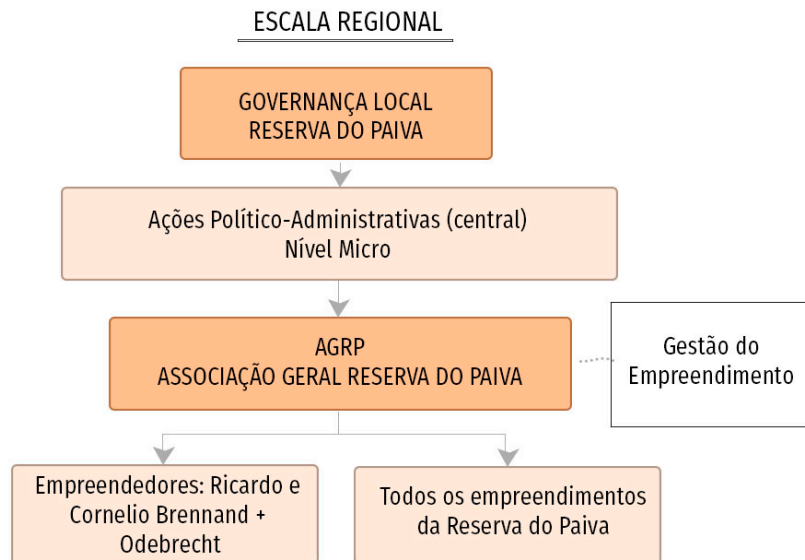 ESCALA REGIONAL
GOVERNANÇA LOCAL
RESERVA DO PAIVA
Ações Político-Administrativas (central)
Nível Micro
AGRP
ASSOCIAÇÃO GERAL RESERVA DO PAIVA
Gestão do
Empreendimento
Empreendedores: Ricardo e
Cornelio Brennand +
Odebrecht
Todos os empreendimentos
da Reserva do Paiva